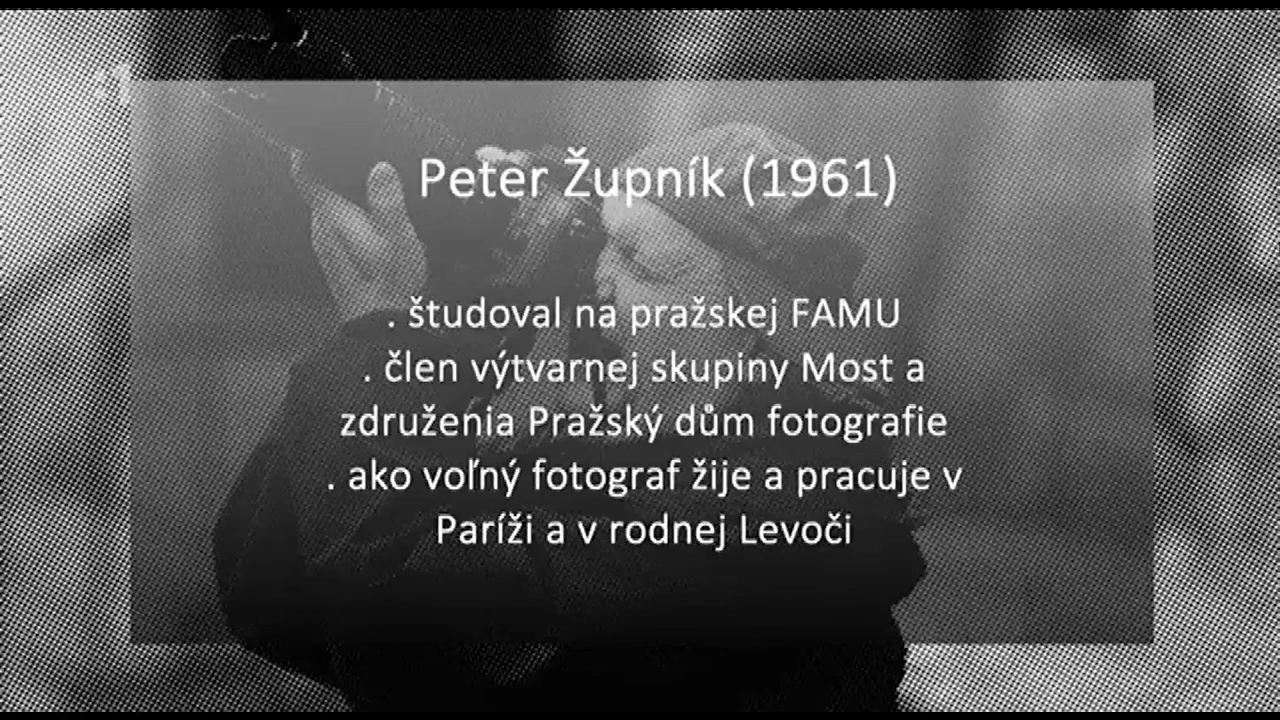 Peter Župník (1961)
. študoval na pražskej FAMU
. člen výtvarnej skupiny Most a
združenia Pražský dům fotografie
. ako voľný fotograf žije a pracuje v
Paríži a v rodnej Levoči